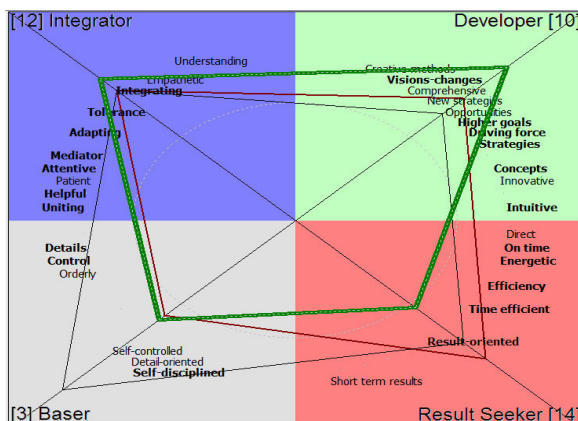 [12] Integrator
Developer [10]
Understanding
Empathetic
Integrating
Tolerance
Adapting
Mediator
Attentive
Patient
Helpful
Uniting
Creative methods
Visions-changes
Comprehensive
New strategies
Opportunities
Higher goals
Driving force
Strategies
Concepts
Innovative
Intuitive
Details
Control
Orderly
Self-controlled
Detail-oriented
Self-disciplined
Direct
On time
Energetic
Efficiency
Time efficient
Result-oriented
Short term results
[3] Baser
Result Seeker [14]